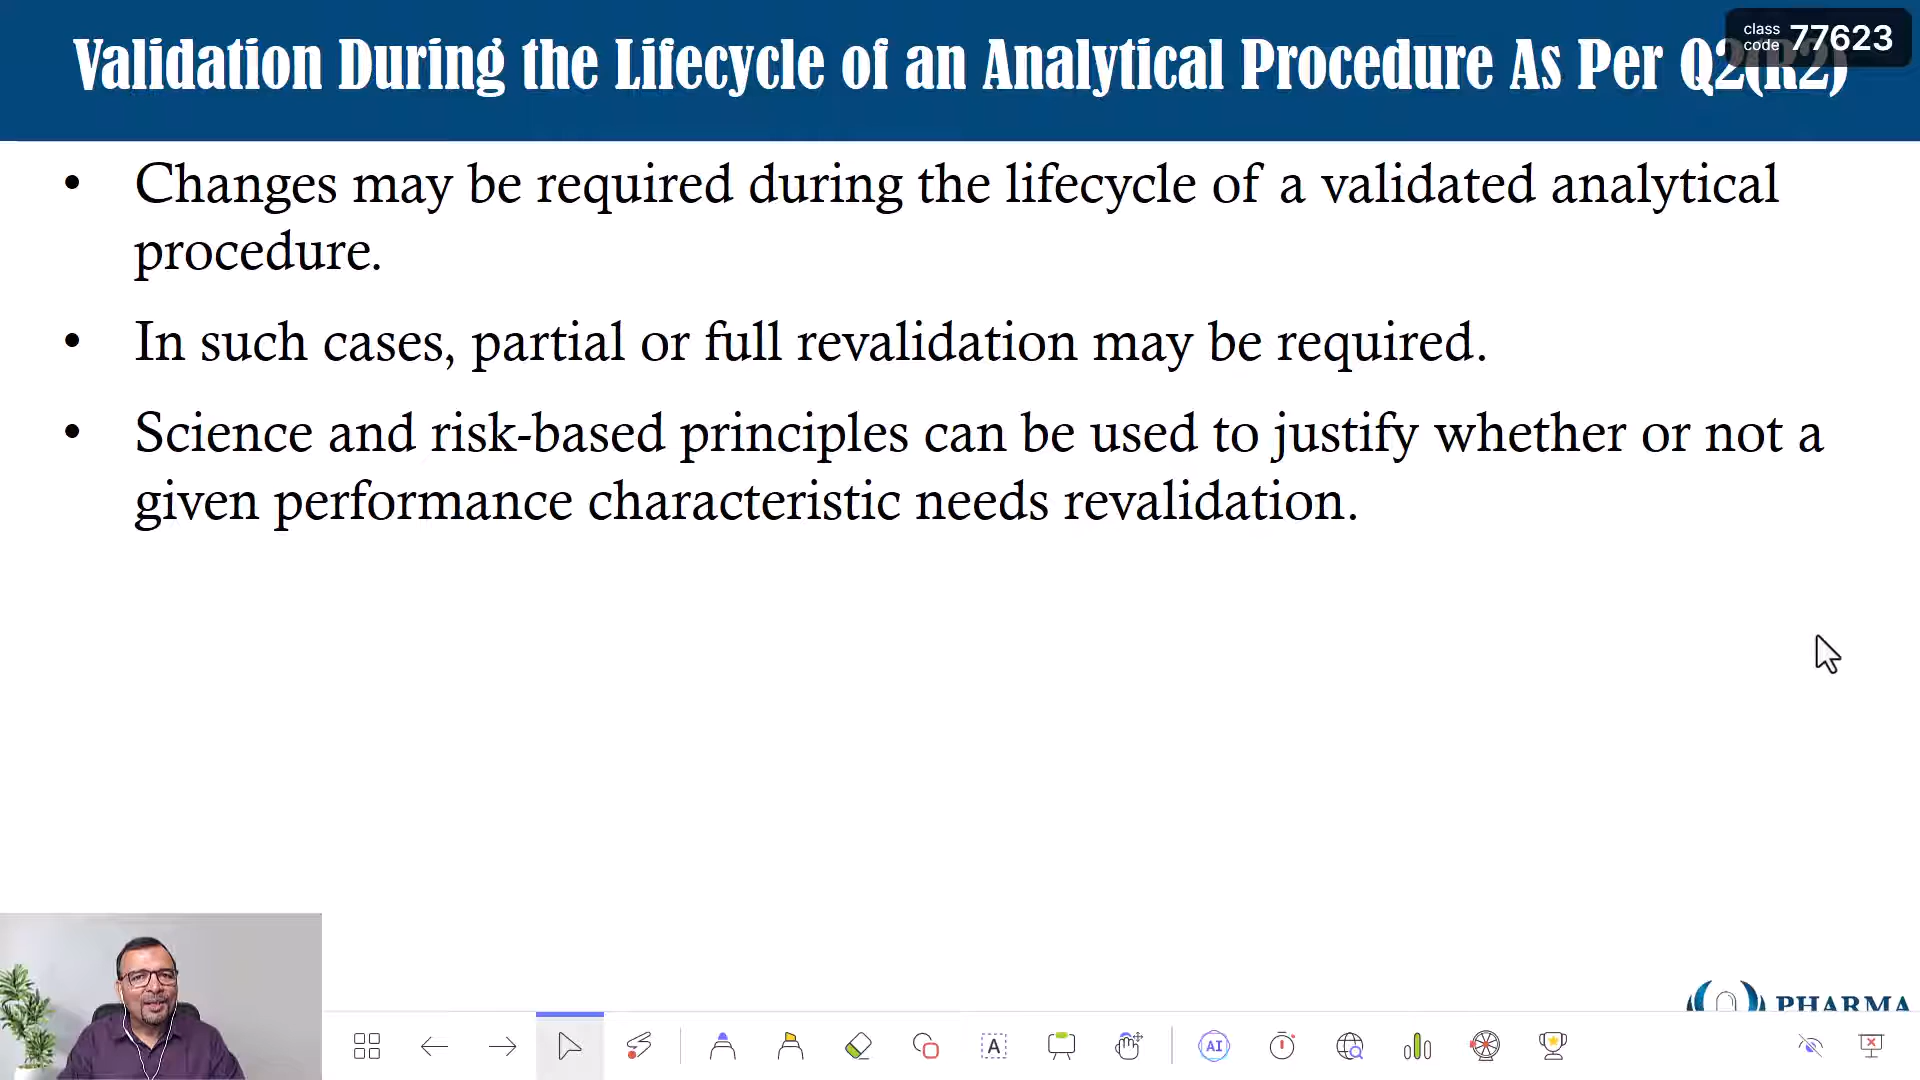 Validation During the Lifecycle of an Analytical Procedure As Per Q2(R2)
class
code 77623
Changes may be required during the lifecycle of a validated analytical
procedure.
In such cases, partial or full revalidation may be required.
Science and risk-based principles can be used to justify whether or not a
given performance characteristic needs revalidation.
PHARMA
A
AI